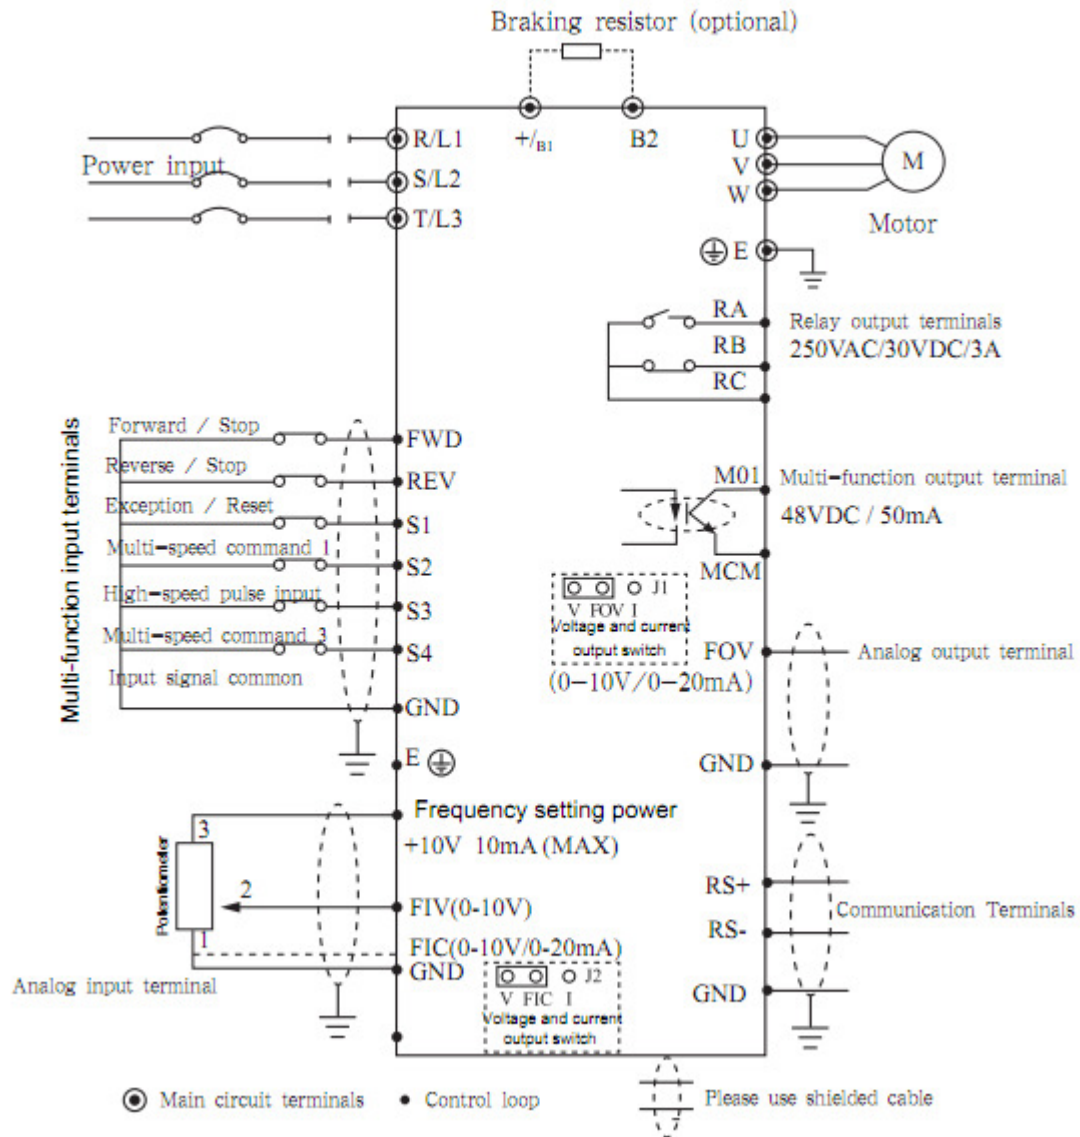 Braking resistor (optional)
R/L1
+/B1
B2
U
Power input
V
M
S/L2
W
T/L3
Motor
E
RA
Relay output terminals
RB
250VAC/30VDC/3A
RC
Multi-function input terminals
Forward / Stop
FWD
Reverse / Stop
REV
Exception / Reset
S1
Multi-speed command 1
S2
High-speed pulse input
S3
Multi-speed command 3
S4
Input signal common
GND
E
M01
Multi-function output terminal
48VDC / 50mA
MCM
J1
V FOV I
Voltage and current
output switch
FOV
Analog output terminal
(0-10V/0-20mA)
GND
Frequency setting power
+10V 10mA (MAX)
Potentiometer
3
2
1
FIV(0-10V)
FIC(0-10V/0-20mA)
GND
Analog input terminal
J2
V FIC I
Voltage and current
output switch
RS+
Communication Terminals
RS-
GND
Main circuit terminals
Control loop
Please use shielded cable